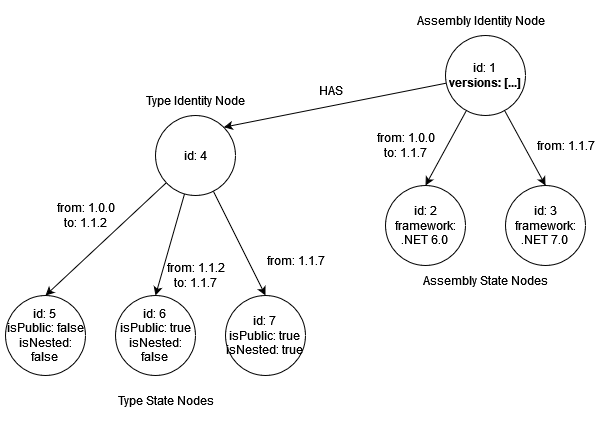 Assembly Identity Node
id: 1
versions: [...]
HAS
Type Identity Node
id: 4
from: 1.0.0
to: 1.1.7
from: 1.1.7
id: 2
framework:
.NET 6.0
id: 3
framework:
.NET 7.0
Assembly State Nodes
from: 1.0.0
to: 1.1.2
from: 1.1.2
to: 1.1.7
from: 1.1.7
id: 5
isPublic: false
isNested:
false
id: 6
isPublic: true
isNested:
false
id: 7
isPublic: true
isNested: true
Type State Nodes